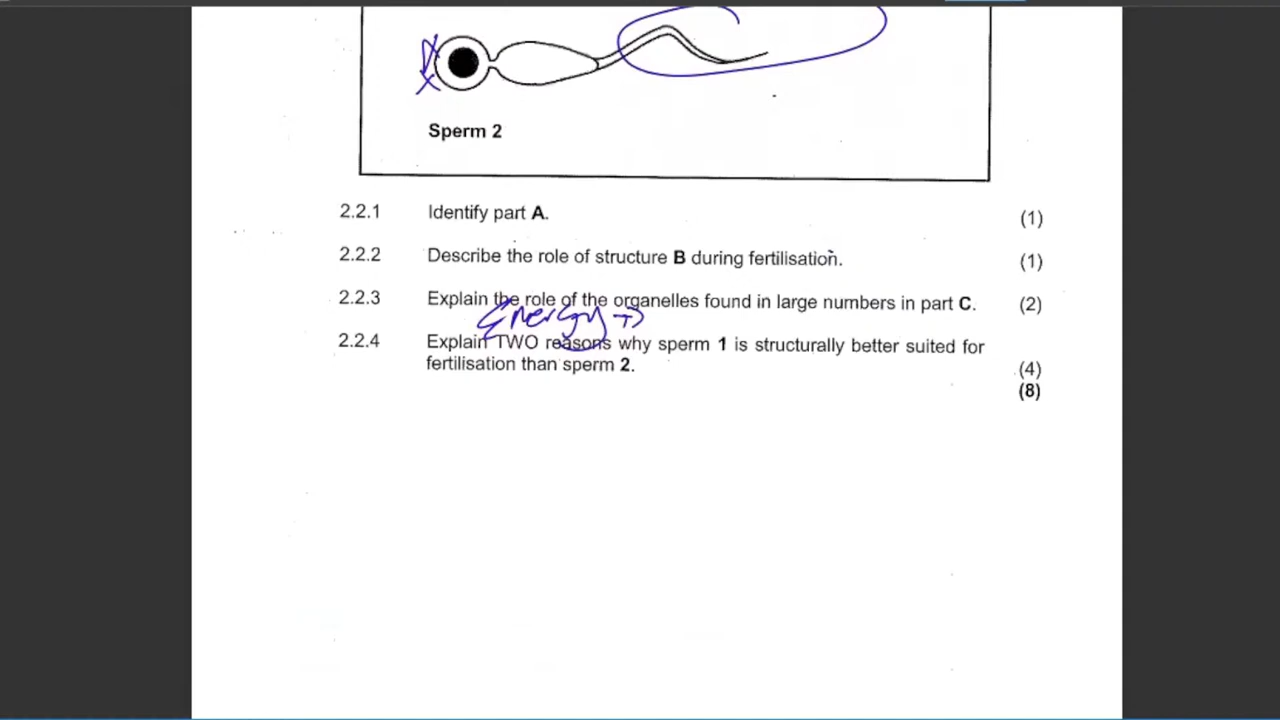 Sperm 2
2.2.1 Identify part A. (1)
2.2.2 Describe the role of structure B during fertilisation. (1)
2.2.3 Explain the role of the organelles found in large numbers in part C. (2)
Energy →
2.2.4 Explain TWO reasons why sperm 1 is structurally better suited for
fertilisation than sperm 2. (4)
(8)